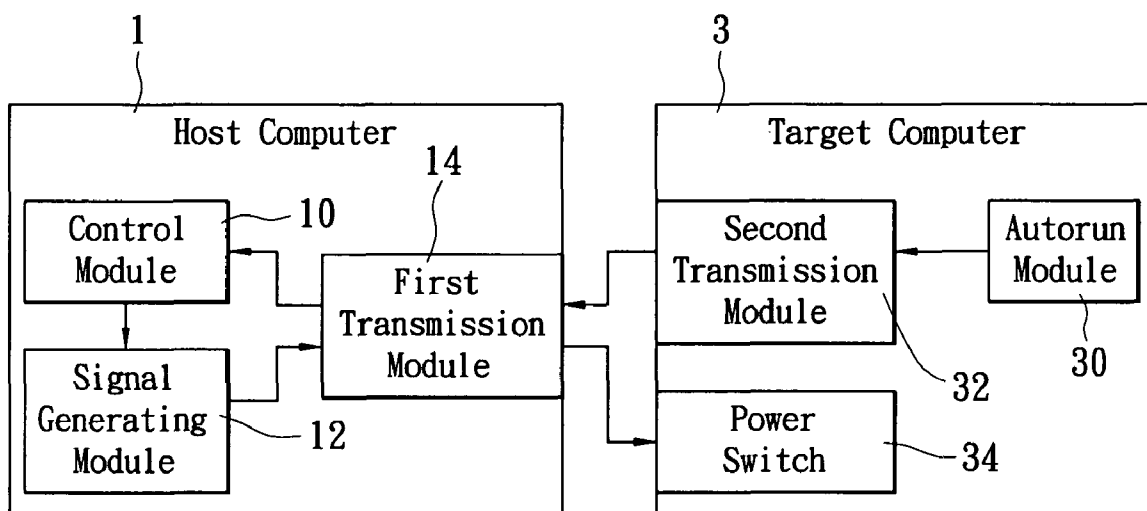 1
3
Host Computer
Target Computer
14
10
Control
Module
First
Transmission
Module
Second
Transmission
Module
Autorun
Module
30
32
Signal
Generating
Module
12
Power
Switch
34